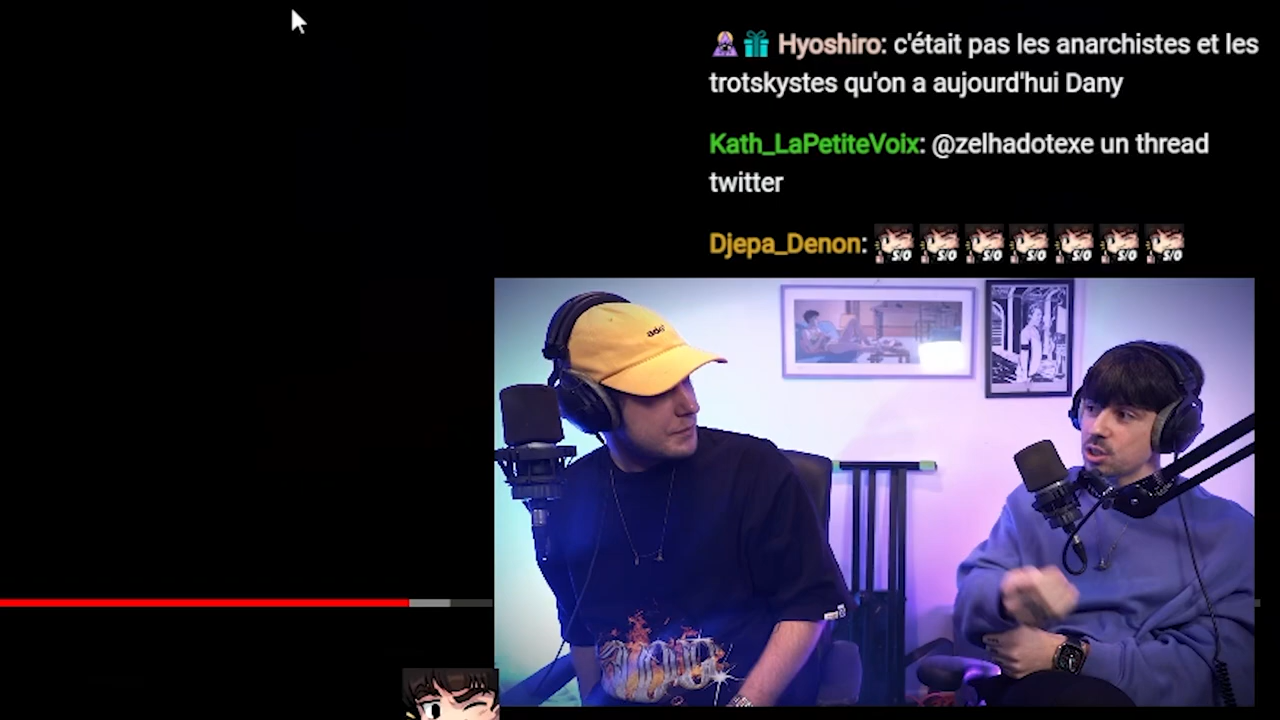 Hyoshiro: c'était pas les anarchistes et les
trotskystes qu'on a aujourd'hui Dany
Kath_LaPetiteVoix: @zelhadotexe un thread
twitter
Djepa_Denon: S/O S/O S/O S/O S/O S/O S/O